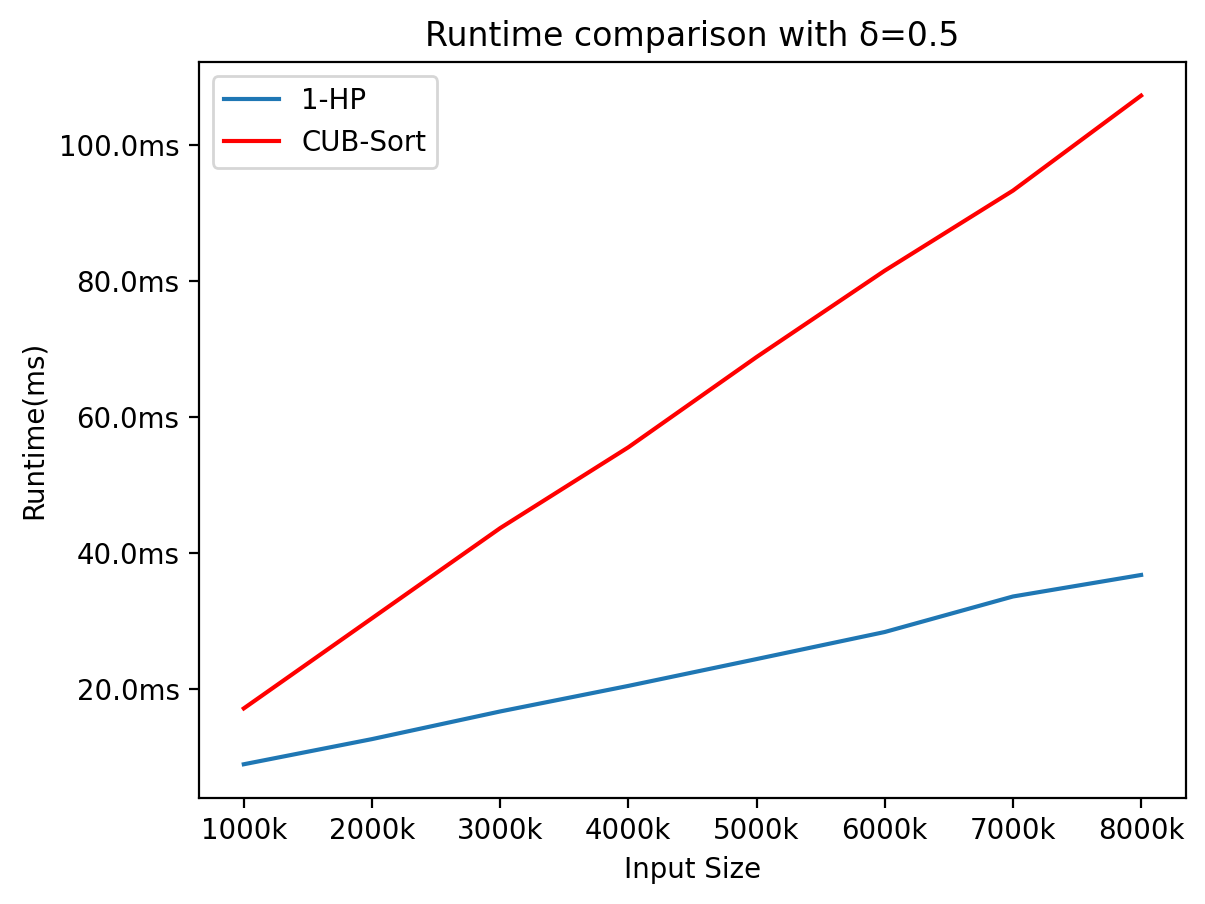 Runtime comparison with δ=0.5
1-HP
CUB-Sort
100.0ms
80.0ms
60.0ms
40.0ms
20.0ms
Runtime(ms)
1000k 2000k 3000k 4000k 5000k 6000k 7000k 8000k
Input Size